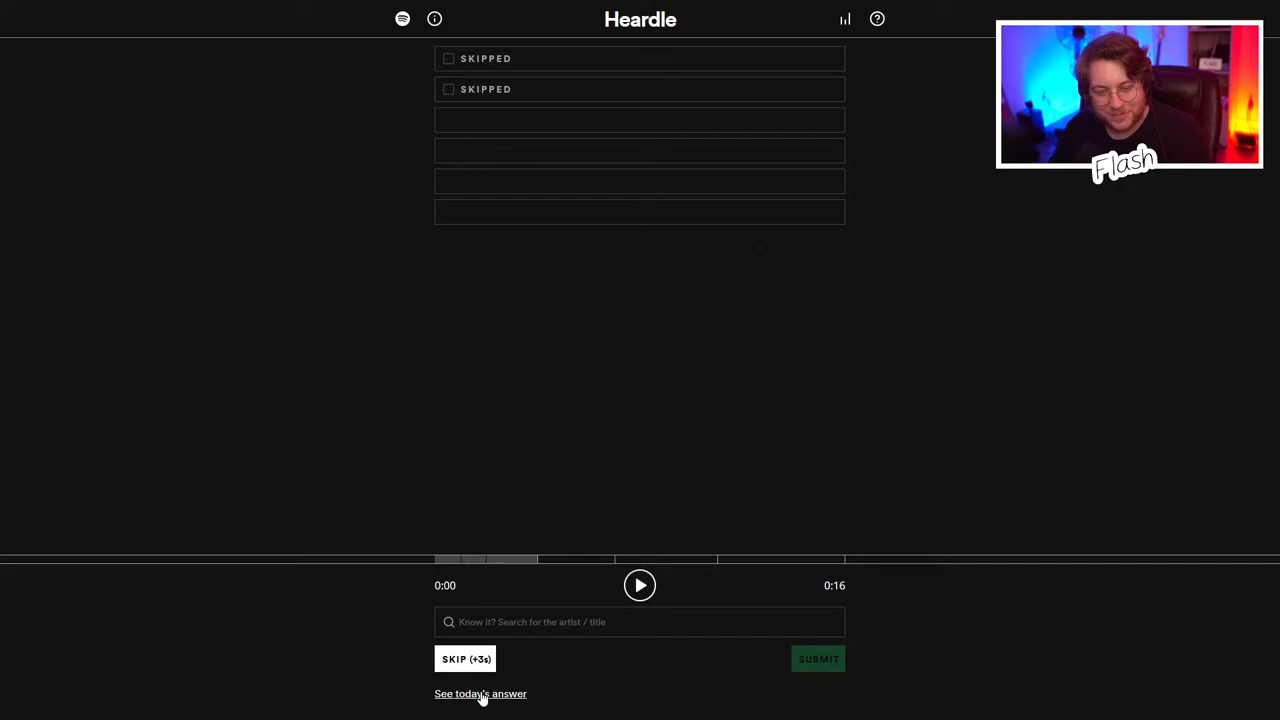 Heardle
SKIPPED
SKIPPED
Flash
0:00
0:16
Know it? Search for the artist / title
SKIP (+3s)
SUBMIT
See today's answer